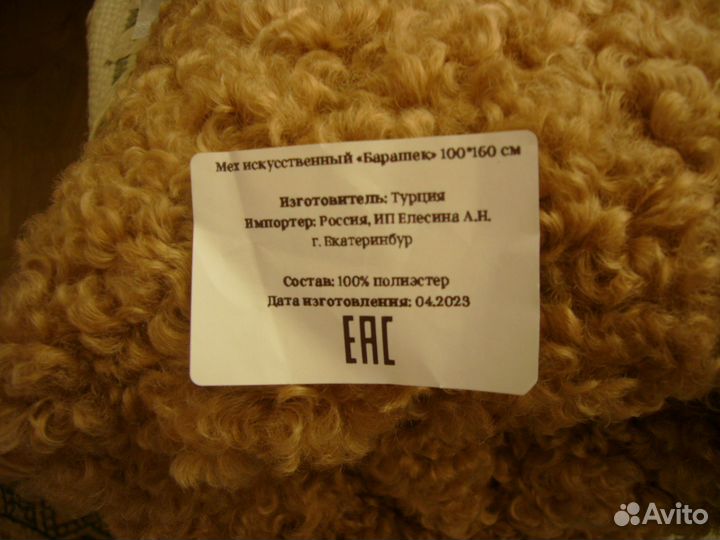 Мех искусственный «Барашек» 100*160 см
Изготовитель: Турция
Импортер: Россия, ИП Елесина А.Н.
г. Екатеринбур
Состав: 100% полиэстер
Дата изготовления: 04.2023
EAC
Avito